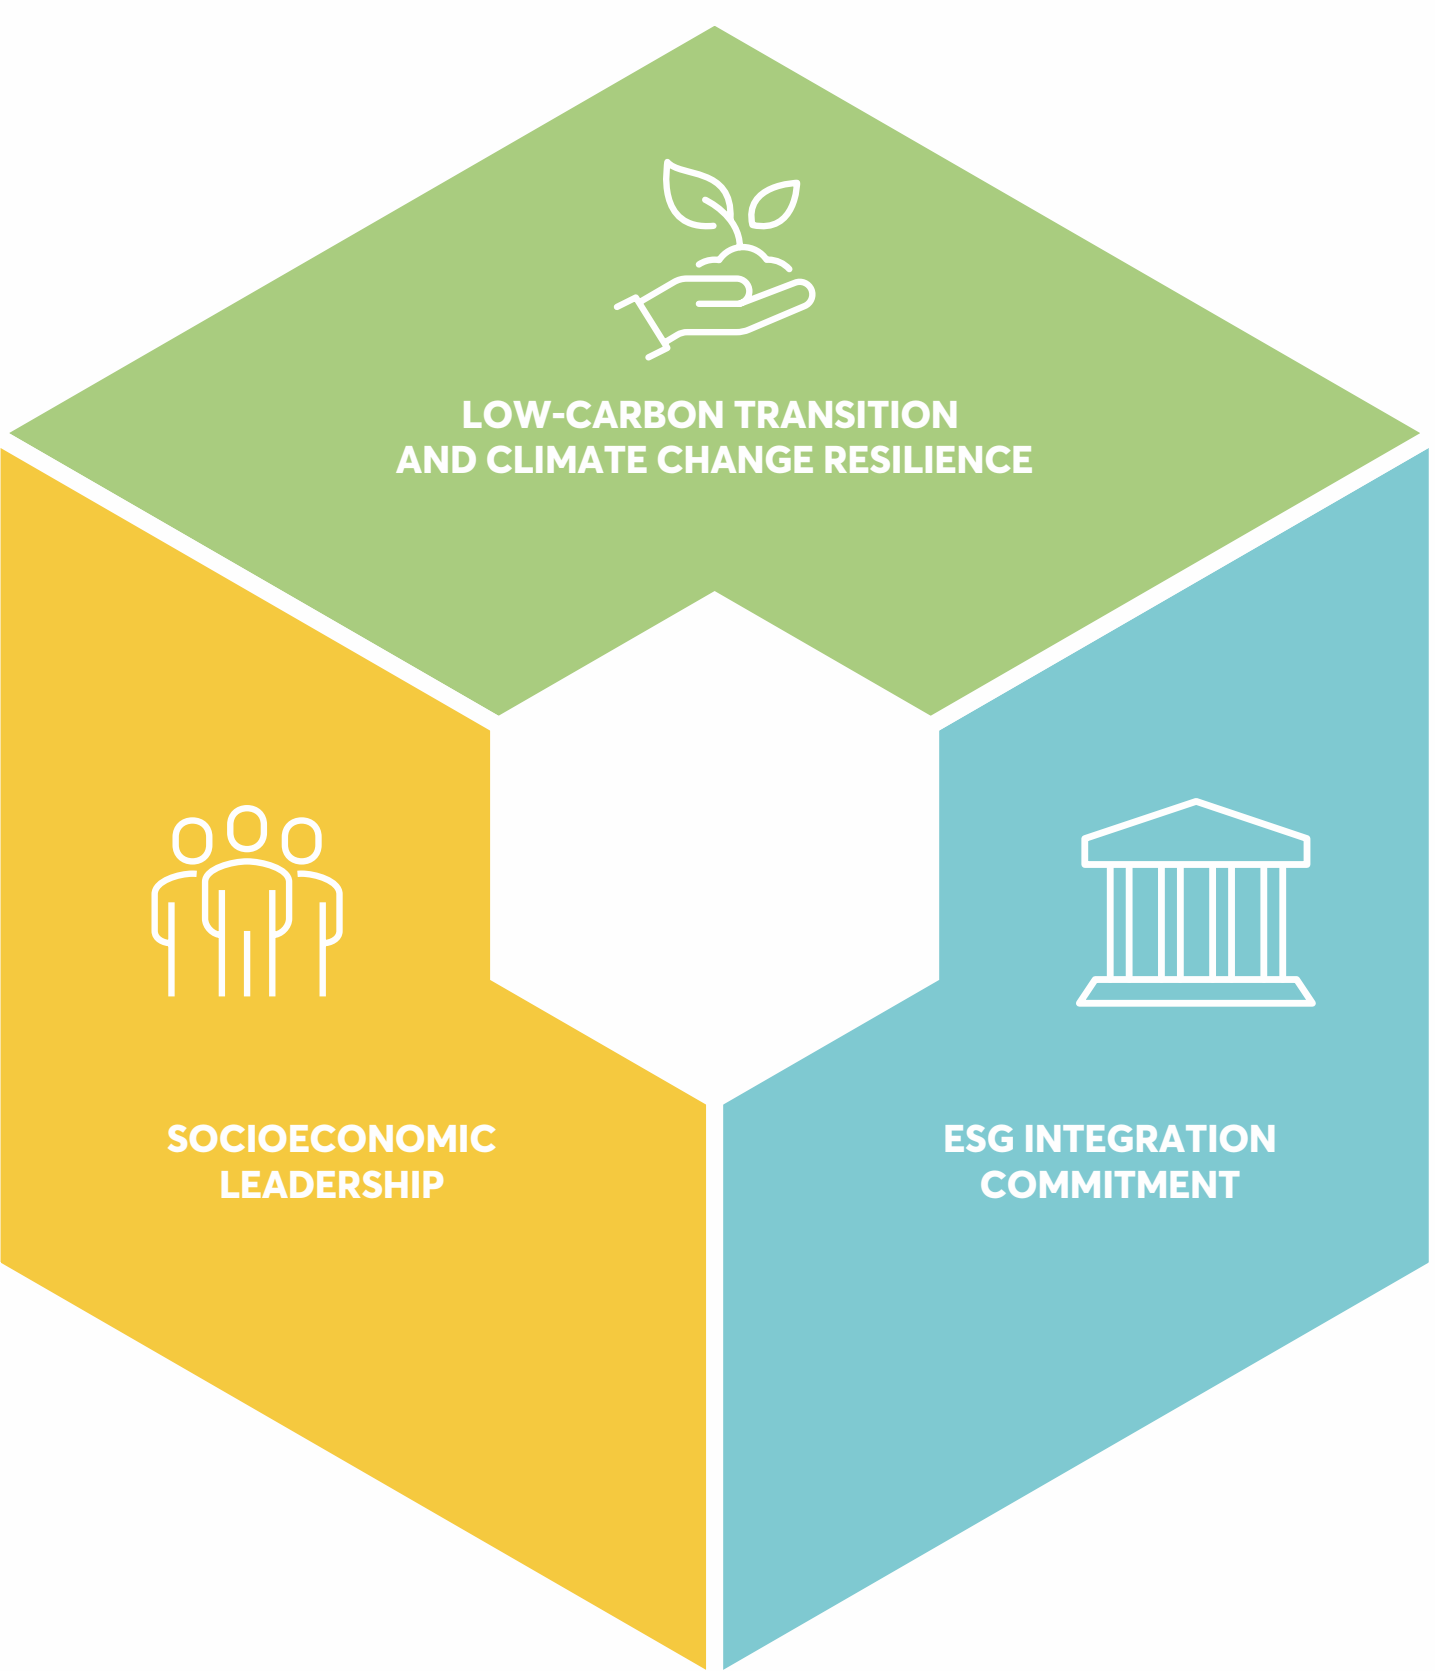 LOW-CARBON TRANSITION
AND CLIMATE CHANGE RESILIENCE
SOCIOECONOMIC
LEADERSHIP
ESG INTEGRATION
COMMITMENT